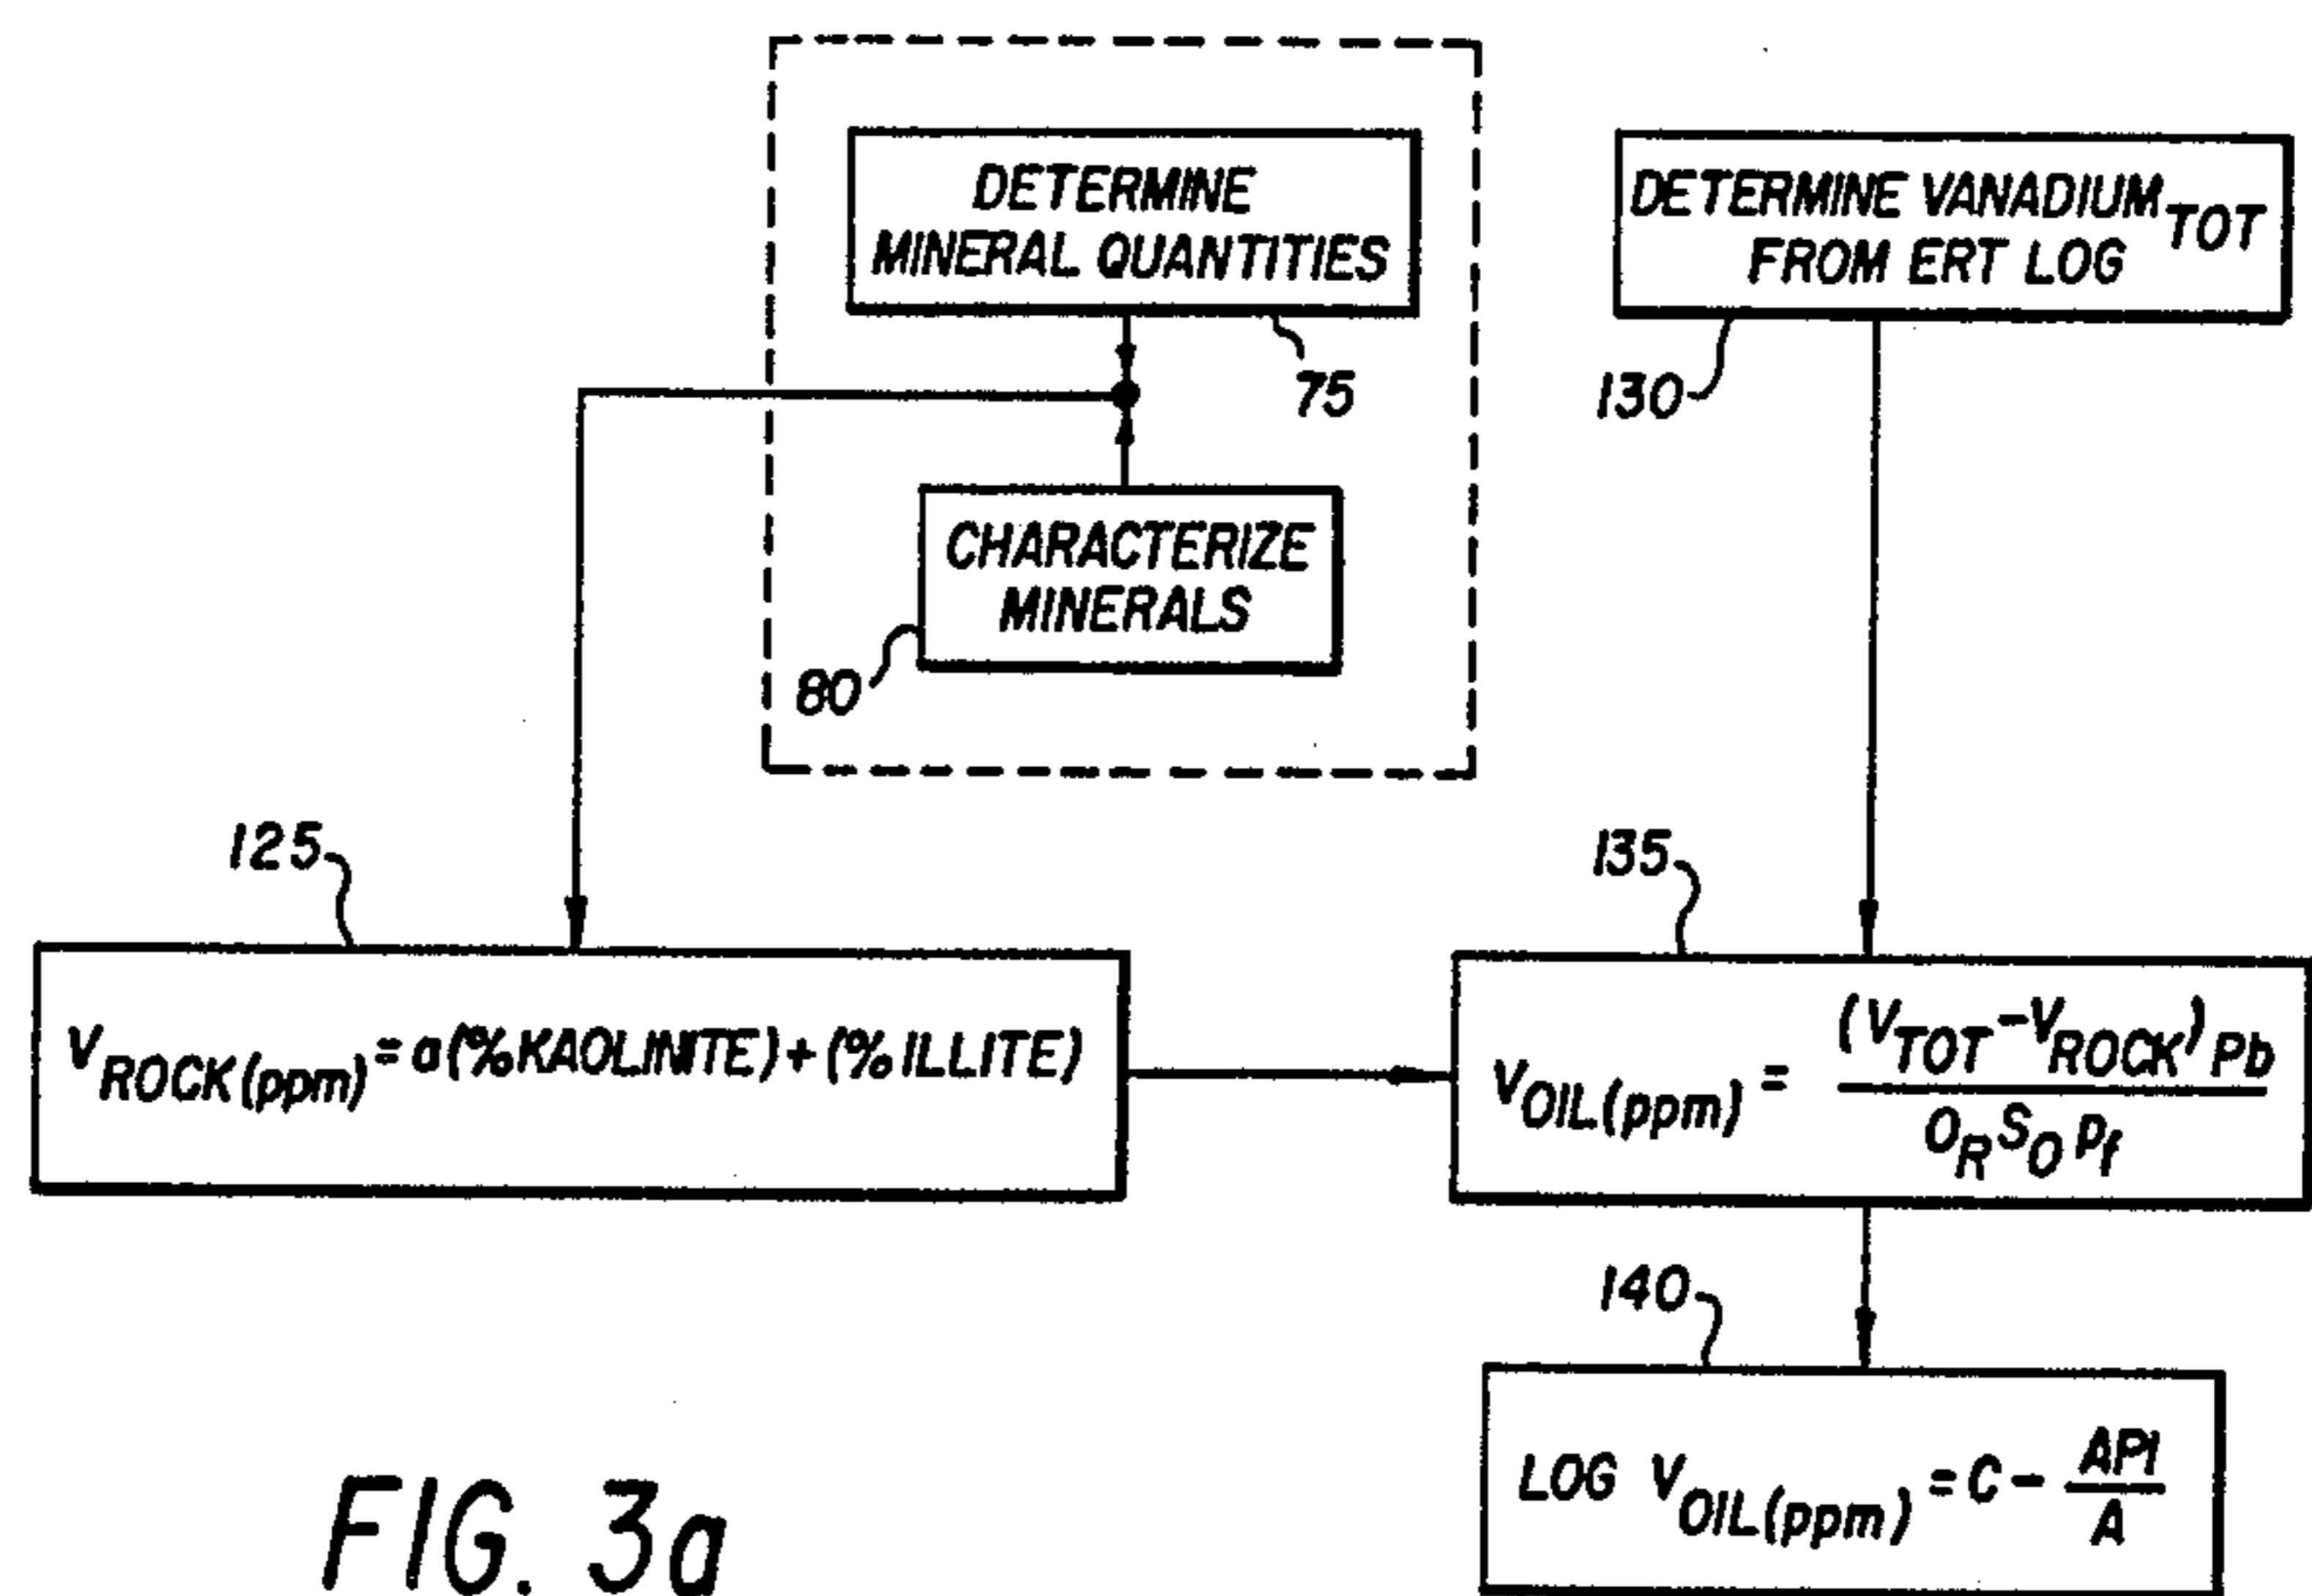 DETERMINE
MINERAL QUANTITIES
75
DETERMINE VANADIUM TOT
FROM ERT LOG
130
CHARACTERIZE
MINERALS
80
125
V ROCK(ppm) = a(%KAOLINITE)+(%ILLITE)
135
V OIL(ppm) = (V TOT - V ROCK) Pb / O R S O Pf
140
LOG V OIL(ppm) = C - API / A
FIG. 3a